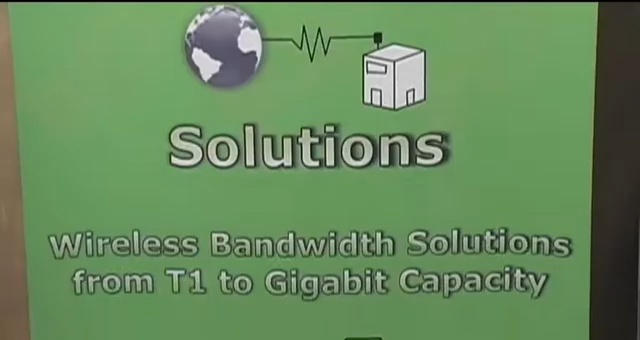 Solutions
Wireless Bandwidth Solutions
from T1 to Gigabit Capacity